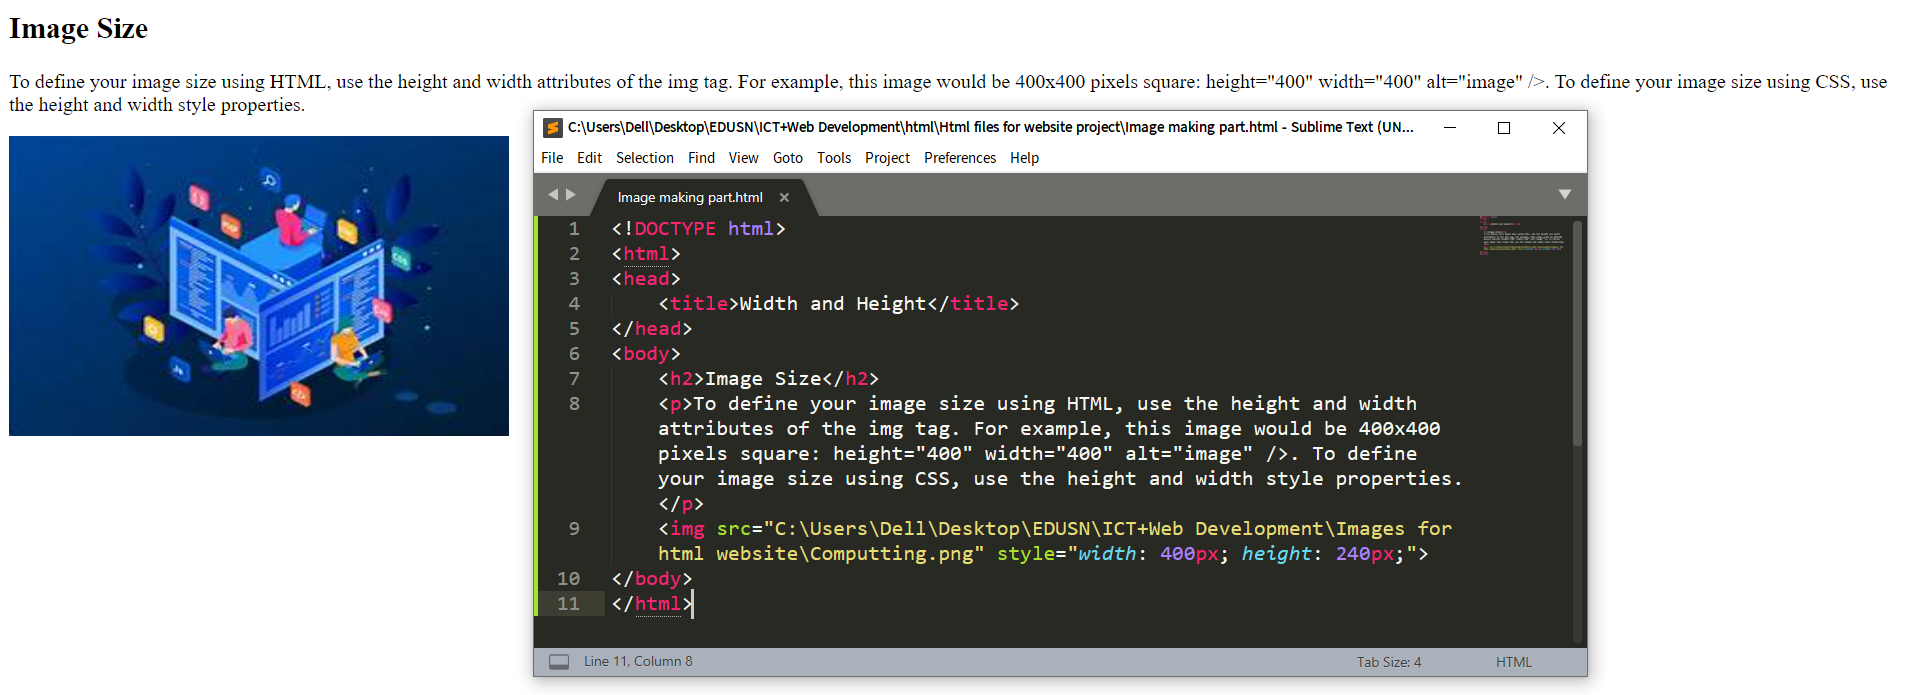 Image Size
To define your image size using HTML, use the height and width attributes of the img tag. For example, this image would be 400x400 pixels square: height="400" width="400" alt="image" />. To define your image size using CSS, use
the height and width style properties.
C:\Users\Dell\Desktop\EDUSN\ICT+Web Development\html\Html files for website project\Image making part.html - Sublime Text (UN...
File Edit Selection Find View Goto Tools Project Preferences Help
Image making part.html
1 <!DOCTYPE html>
2 <html>
3 <head>
4 <title>Width and Height</title>
5 </head>
6 <body>
7 <h2>Image Size</h2>
8 <p>To define your image size using HTML, use the height and width
attributes of the img tag. For example, this image would be 400x400
pixels square: height="400" width="400" alt="image" />. To define
your image size using CSS, use the height and width style properties.
</p>
9 <img src="C:\Users\Dell\Desktop\EDUSN\ICT+Web Development\Images for
html website\Computting.png" style="width: 400px; height: 240px;">
10 </body>
11 </html>
Line 11, Column 8 Tab Size: 4 HTML